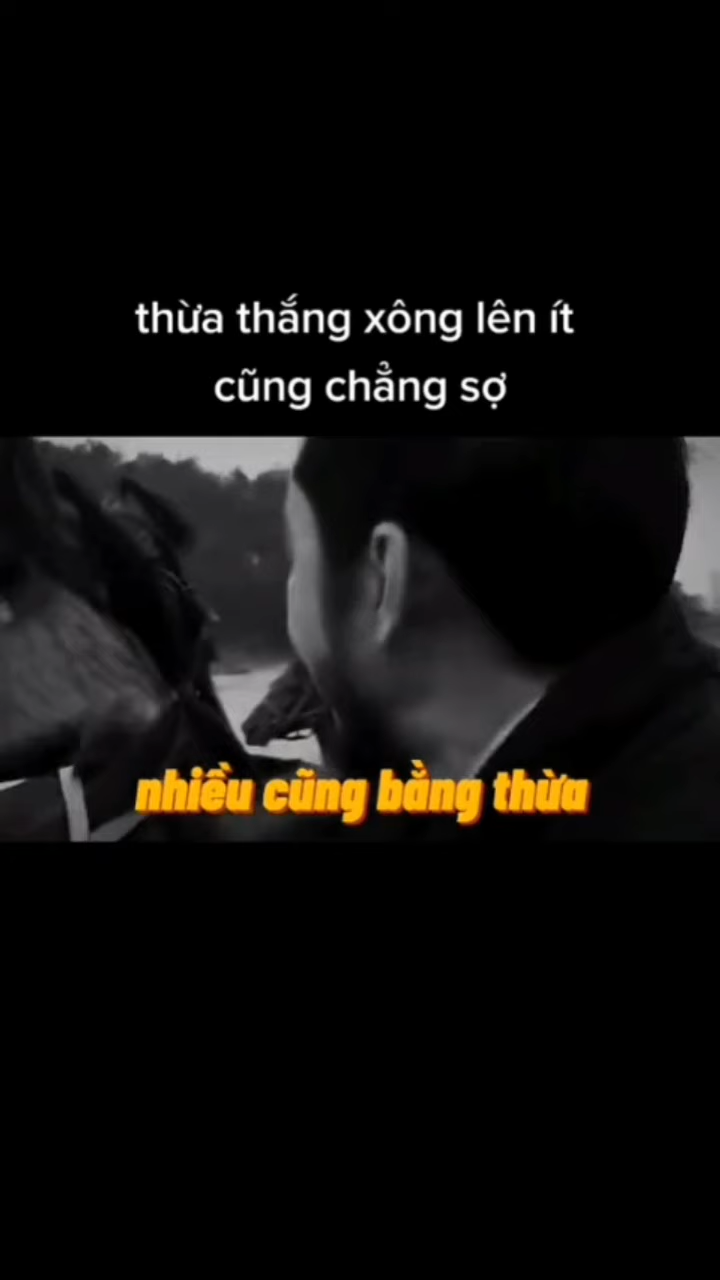 thừa thắng xông lên ít
cũng chẳng sợ
nhiều cũng bằng thừa